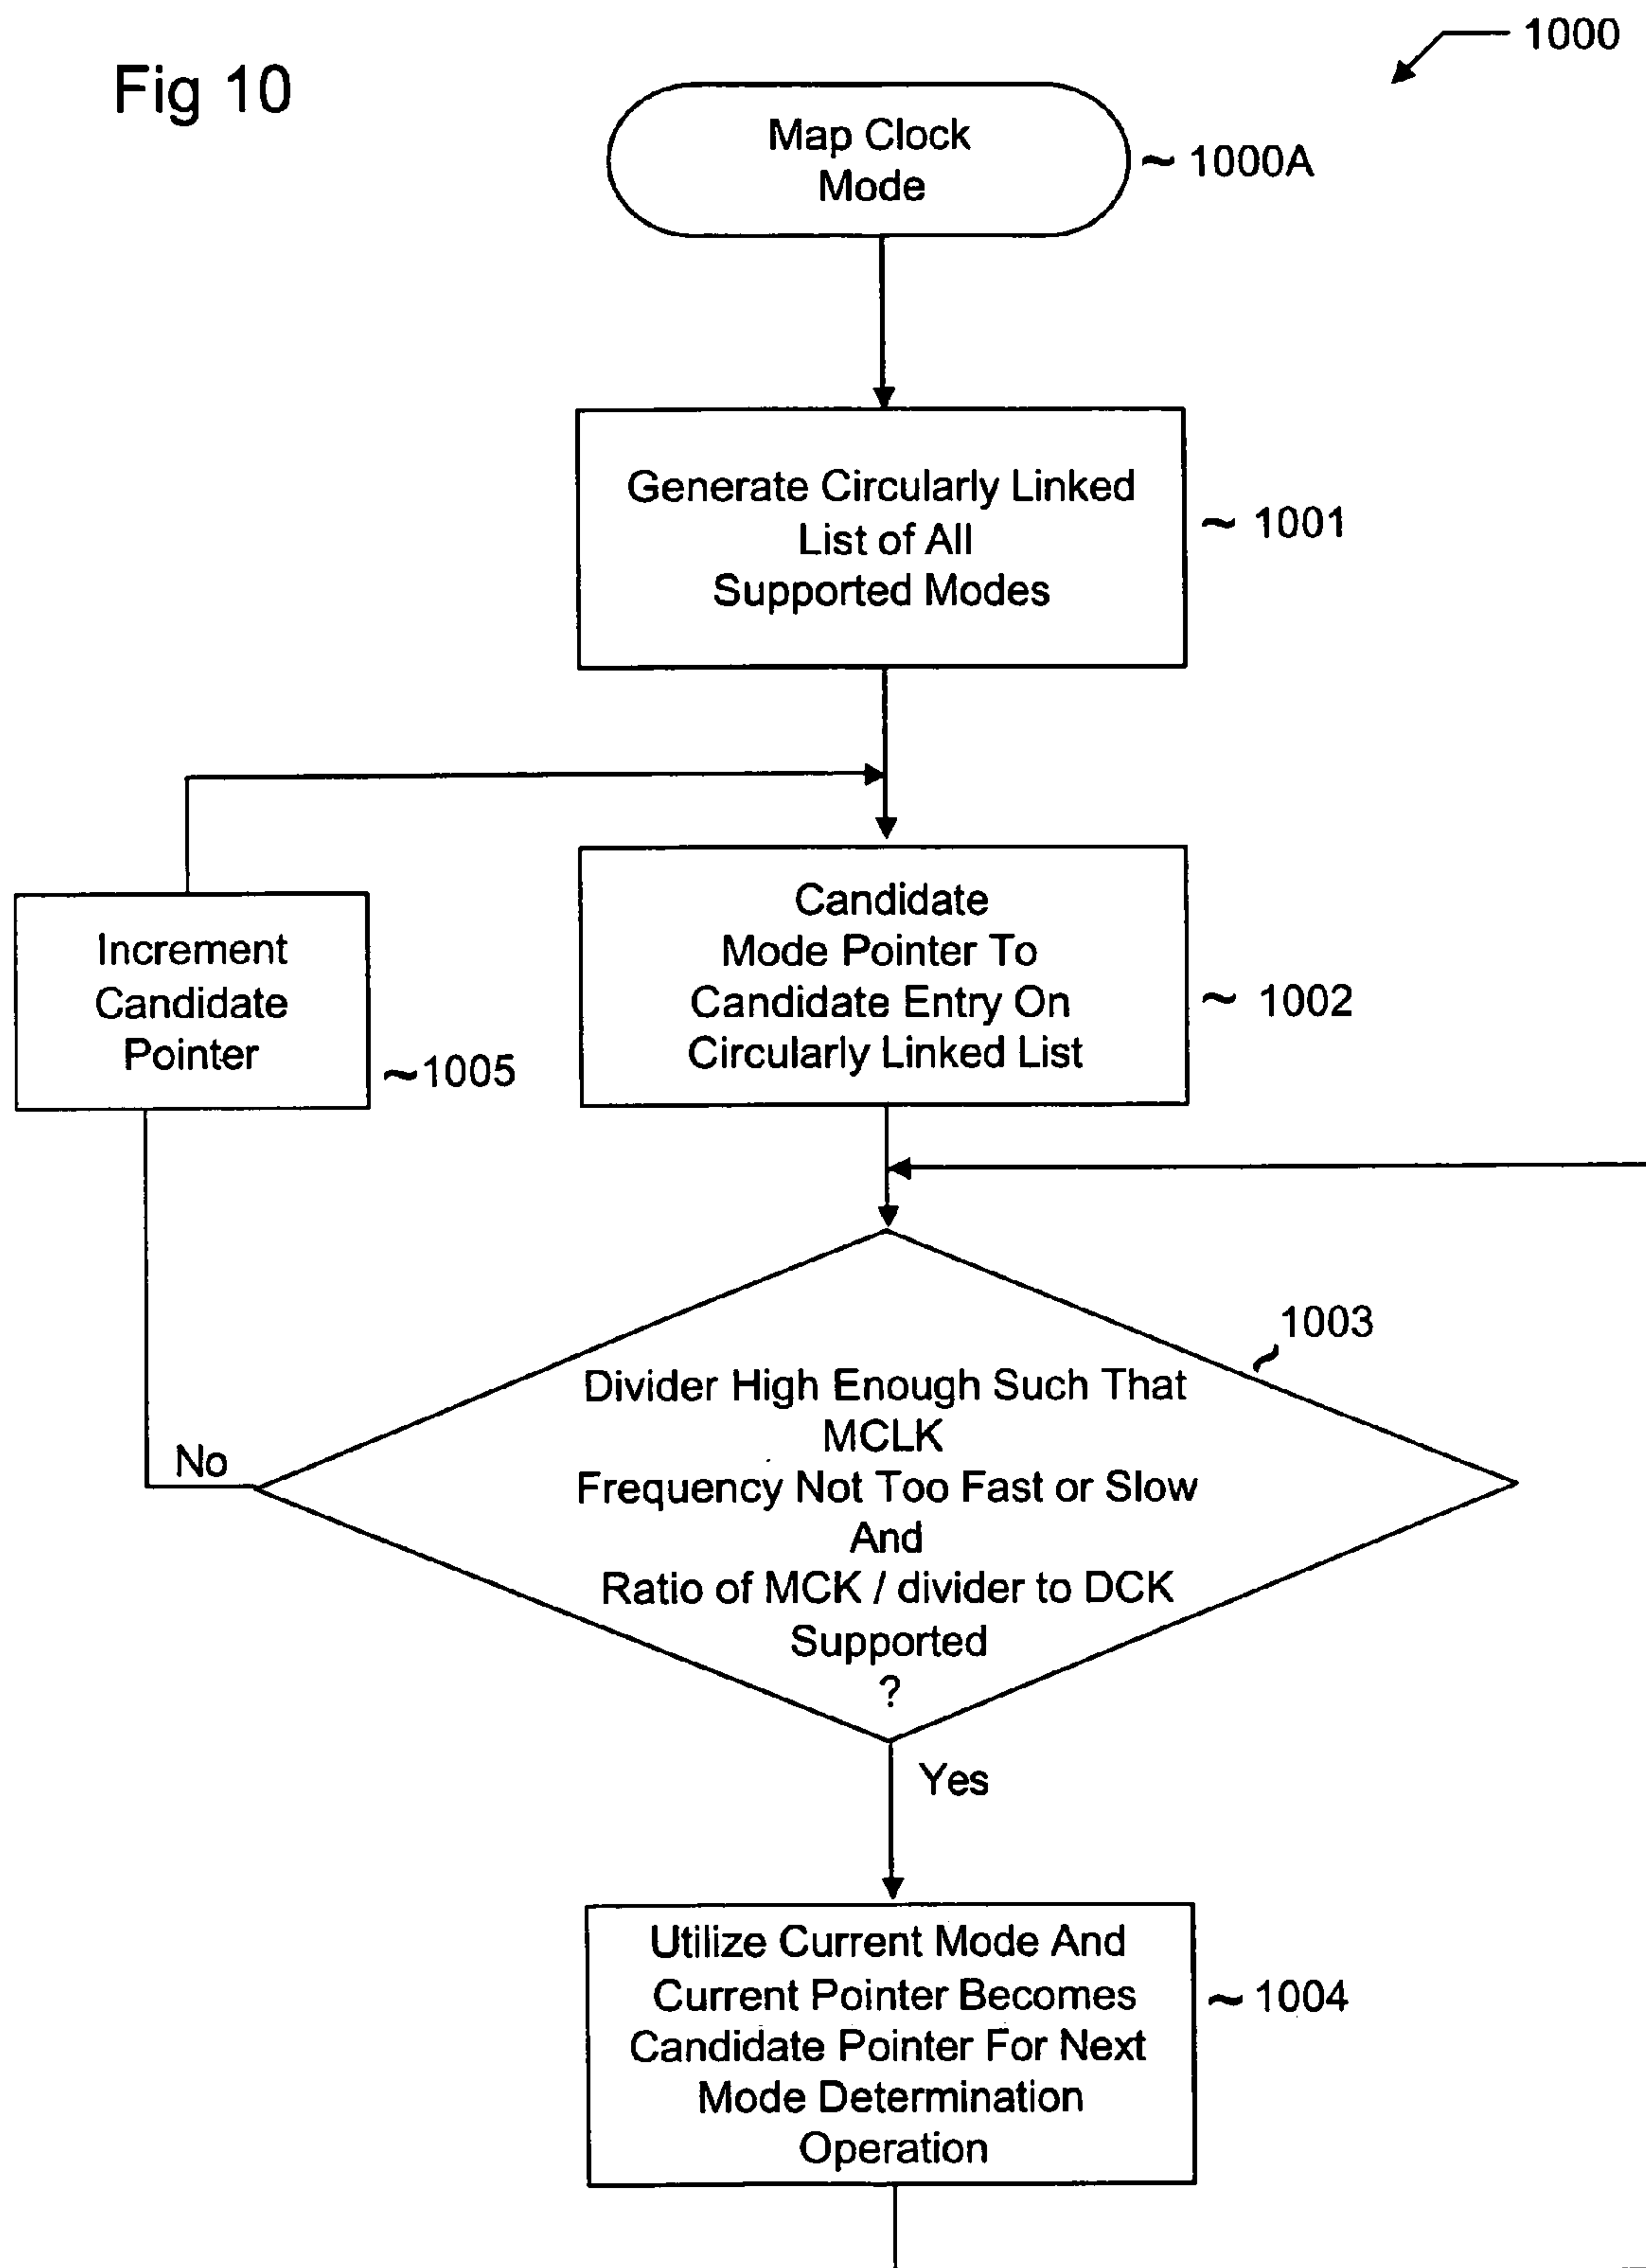 Fig 10
1000
Map Clock
Mode
~ 1000A
Generate Circularly Linked
List of All
Supported Modes
~ 1001
Increment
Candidate
Pointer
~1005
Candidate
Mode Pointer To
Candidate Entry On
Circularly Linked List
~ 1002
1003
~
Divider High Enough Such That
MCLK
Frequency Not Too Fast or Slow
And
Ratio of MCK / divider to DCK
Supported
?
No
Yes
Utilize Current Mode And
Current Pointer Becomes
Candidate Pointer For Next
Mode Determination
Operation
~ 1004